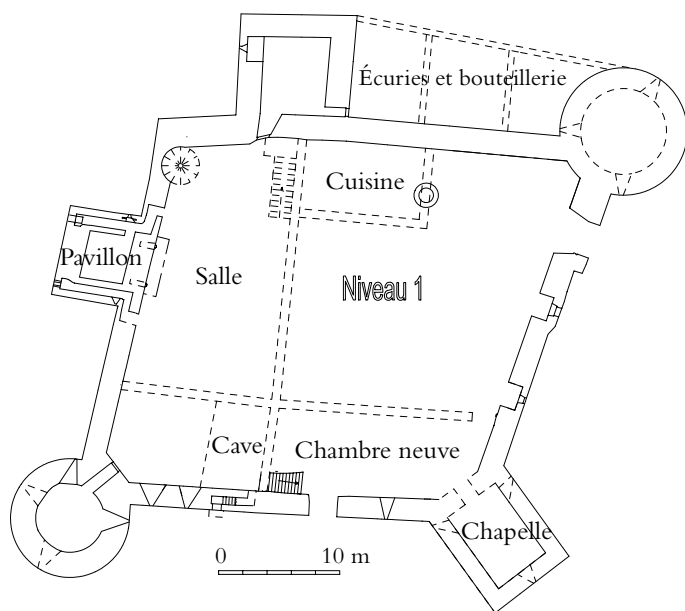 Écuries et bouteillerie
Cuisine
Pavillon
Salle
Niveau 1
Cave
Chambre neuve
Chapelle
0 10 m